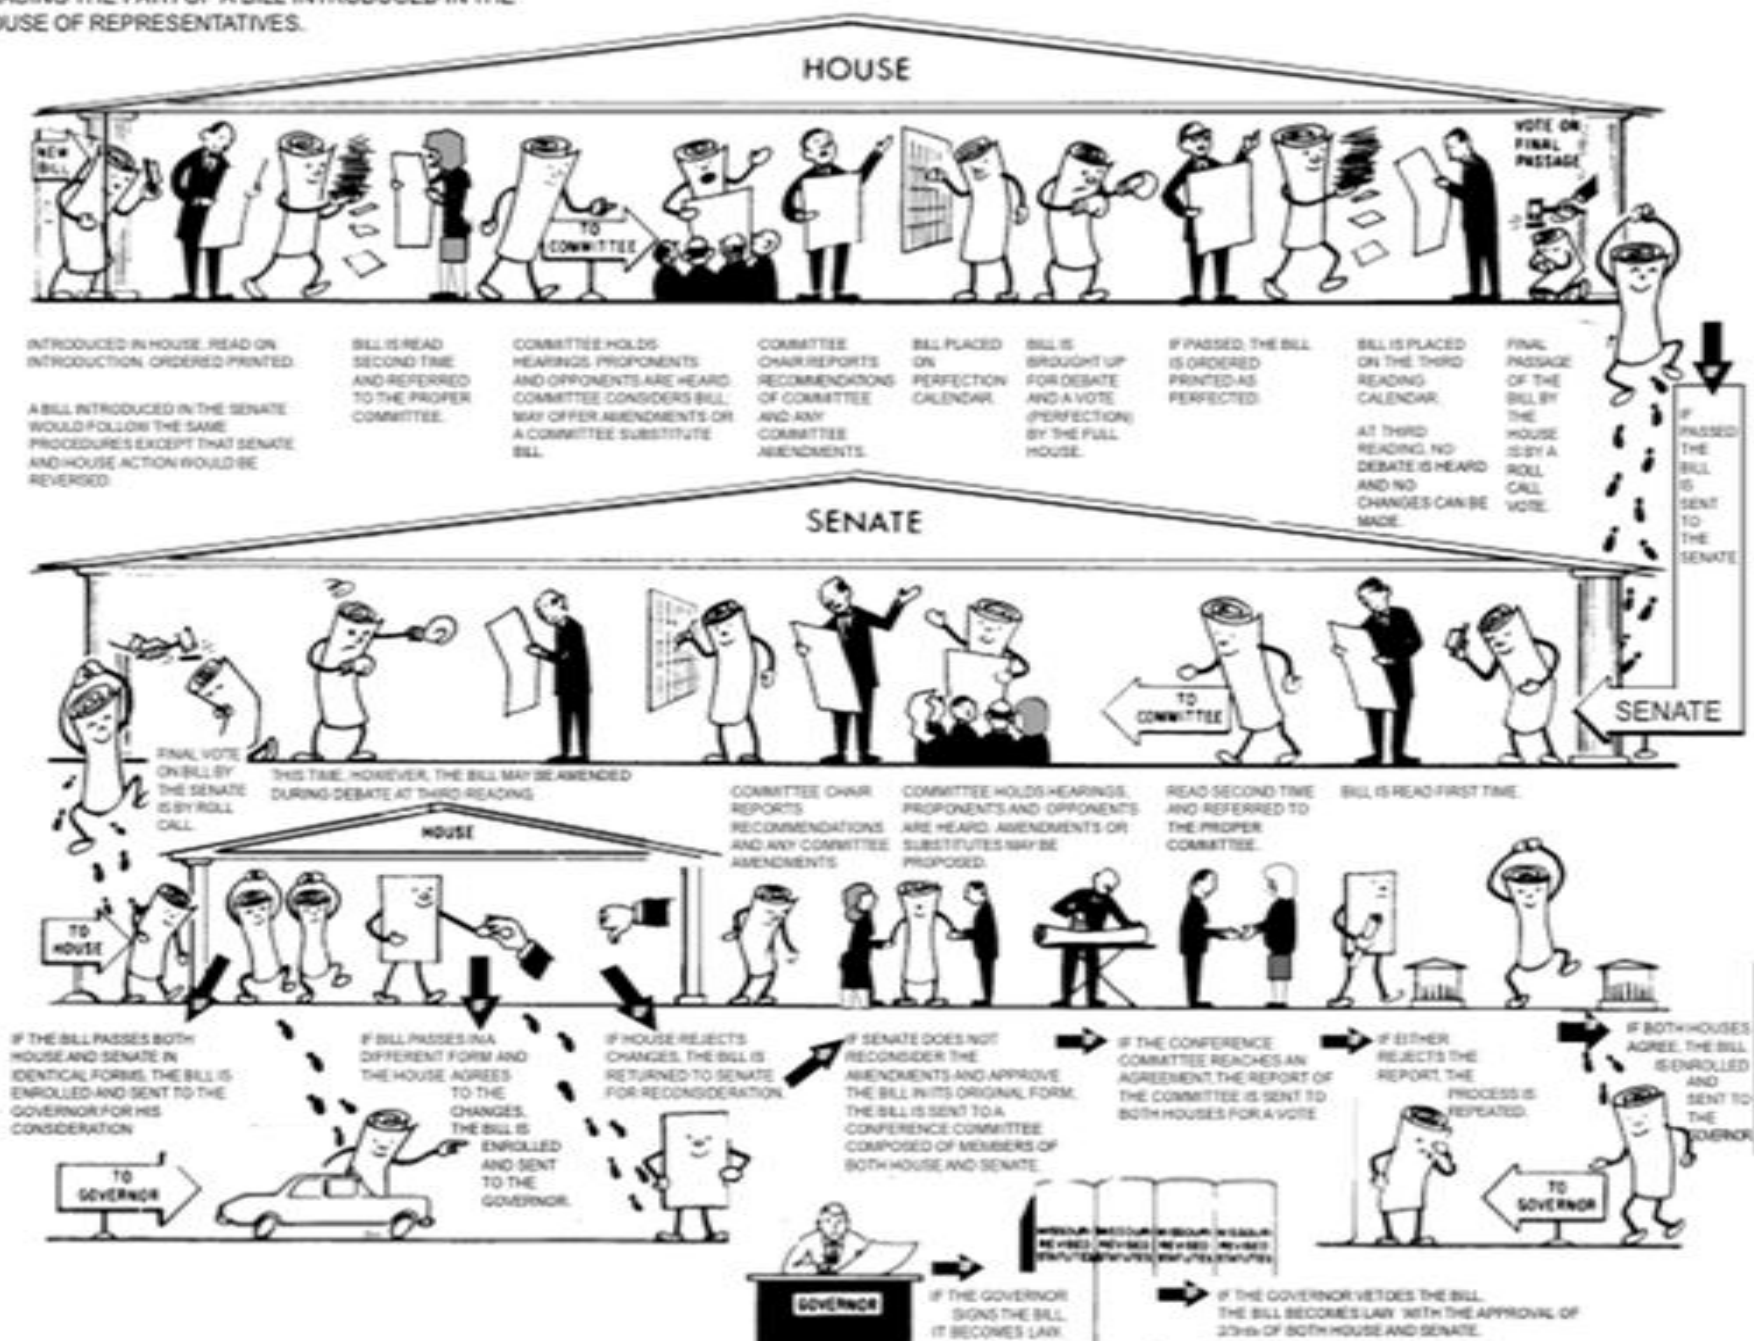 HOUSE OF REPRESENTATIVES.
HOUSE
NEW
BILL
TO
COMMITTEE
VOTE ON
FINAL
PASSAGE
INTRODUCED IN HOUSE. READ ON
INTRODUCTION. ORDERED PRINTED.
A BILL INTRODUCED IN THE SENATE
WOULD FOLLOW THE SAME
PROCEDURES EXCEPT THAT SENATE
AND HOUSE ACTION WOULD BE
REVERSED.
BILL IS READ
SECOND TIME
AND REFERRED
TO THE PROPER
COMMITTEE.
COMMITTEE HOLDS
HEARINGS. PROPONENTS
AND OPPONENTS ARE HEARD.
COMMITTEE CONSIDERS BILL;
MAY OFFER AMENDMENTS OR
A COMMITTEE SUBSTITUTE
BILL.
COMMITTEE
CHAIR REPORTS
RECOMMENDATIONS
OF COMMITTEE
AND ANY
COMMITTEE
AMENDMENTS.
BILL PLACED
ON
PERFECTION
CALENDAR.
BILL IS
BROUGHT UP
FOR DEBATE
AND A VOTE
(PERFECTION)
BY THE FULL
HOUSE.
IF PASSED, THE BILL
IS ORDERED
PRINTED AS
PERFECTED.
BILL IS PLACED
ON THE THIRD
READING
CALENDAR.
AT THIRD
READING, NO
DEBATE IS HEARD
AND NO
CHANGES CAN BE
MADE.
FINAL
PASSAGE
OF THE
BILL BY
THE
HOUSE
IS BY A
ROLL
CALL
VOTE.
IF
PASSED
THE
BILL
IS
SENT
TO
THE
SENATE
SENATE
SENATE
TO
COMMITTEE
BILL IS READ FIRST TIME.
READ SECOND TIME
AND REFERRED TO
THE PROPER
COMMITTEE.
COMMITTEE HOLDS HEARINGS,
PROPONENTS AND OPPONENTS
ARE HEARD. AMENDMENTS OR
SUBSTITUTES MAY BE
PROPOSED.
COMMITTEE CHAIR
REPORTS
RECOMMENDATIONS
AND ANY COMMITTEE
AMENDMENTS
THIS TIME, HOWEVER, THE BILL MAY BE AMENDED
DURING DEBATE AT THIRD READING.
FINAL VOTE
ON BILL BY
THE SENATE
IS BY ROLL
CALL.
HOUSE
TO
HOUSE
IF THE BILL PASSES BOTH
HOUSE AND SENATE IN
IDENTICAL FORMS, THE BILL IS
ENROLLED AND SENT TO THE
GOVERNOR FOR HIS
CONSIDERATION
IF BILL PASSES IN A
DIFFERENT FORM AND
THE HOUSE AGREES
TO THE
CHANGES,
THE BILL IS
ENROLLED
AND SENT
TO THE
GOVERNOR.
IF HOUSE REJECTS
CHANGES, THE BILL IS
RETURNED TO SENATE
FOR RECONSIDERATION.
IF SENATE DOES NOT
RECONSIDER THE
AMENDMENTS AND APPROVE
THE BILL IN ITS ORIGINAL FORM,
THE BILL IS SENT TO A
CONFERENCE COMMITTEE
COMPOSED OF MEMBERS OF
BOTH HOUSE AND SENATE.
IF THE CONFERENCE
COMMITTEE REACHES AN
AGREEMENT, THE REPORT OF
THE COMMITTEE IS SENT TO
BOTH HOUSES FOR A VOTE
IF EITHER
REJECTS THE
REPORT, THE
PROCESS IS
REPEATED.
IF BOTH HOUSES
AGREE, THE BILL
IS ENROLLED
AND
SENT TO
THE
GOVERNOR
TO
GOVERNOR
TO
GOVERNOR
GOVERNOR
IF THE GOVERNOR
SIGNS THE BILL,
IT BECOMES LAW.
MISSOURI MISSOURI MISSOURI MISSOURI
REVISED REVISED REVISED REVISED
STATUTES STATUTES STATUTES STATUTES
IF THE GOVERNOR VETOES THE BILL,
THE BILL BECOMES LAW WITH THE APPROVAL OF
2/3rds OF BOTH HOUSE AND SENATE.